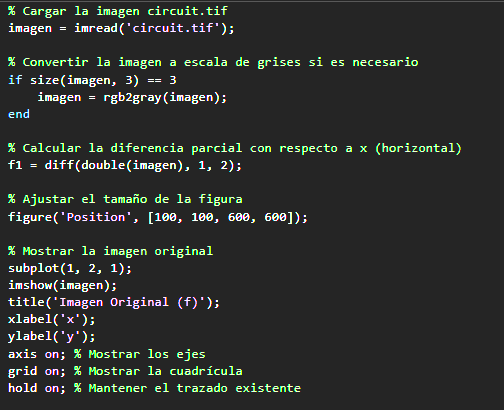 % Cargar la imagen circuit.tif
imagen = imread('circuit.tif');
% Convertir la imagen a escala de grises si es necesario
if size(imagen, 3) == 3
    imagen = rgb2gray(imagen);
end
% Calcular la diferencia parcial con respecto a x (horizontal)
f1 = diff(double(imagen), 1, 2);
% Ajustar el tamaño de la figura
figure('Position', [100, 100, 600, 600]);
% Mostrar la imagen original
subplot(1, 2, 1);
imshow(imagen);
title('Imagen Original (f)');
xlabel('x');
ylabel('y');
axis on; % Mostrar los ejes
grid on; % Mostrar la cuadrícula
hold on; % Mantener el trazado existente